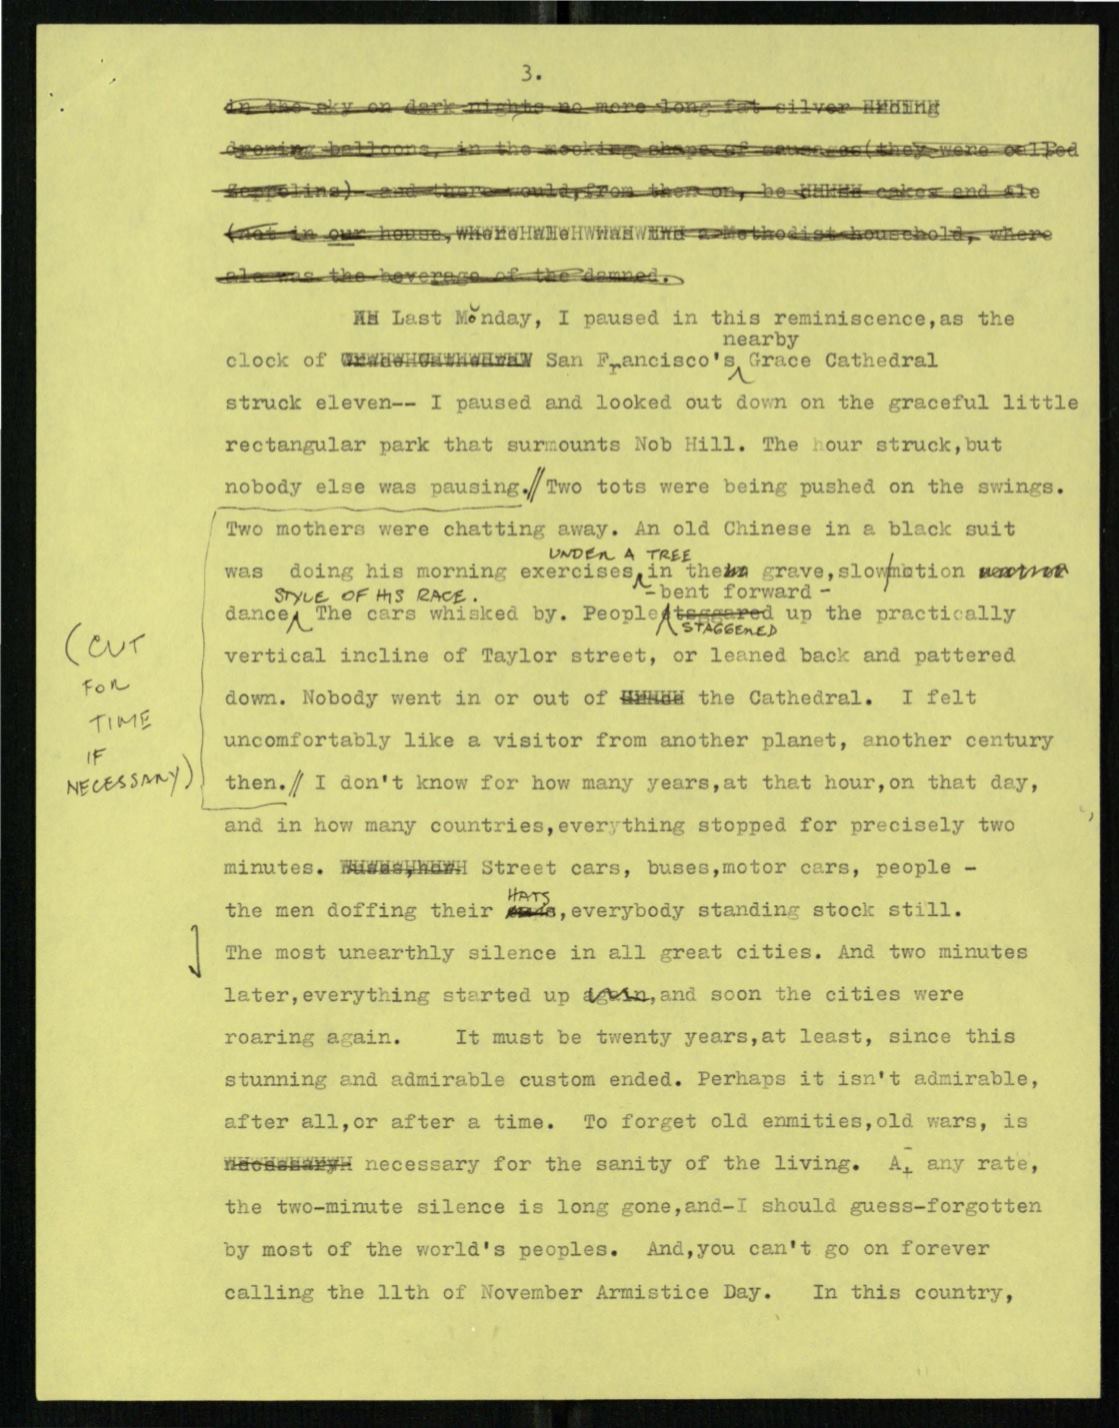 3.
in the sky on dark nights no more long fat silver
droning balloons, in the mocking shape of sausages(they were called
Zeppelins) and there would,from then on, be cakes and ale
(not in our house, a Methodist household, where
ale was the beverage of the damned.
Last Monday, I paused in this reminiscence,as the
nearby
clock of San Francisco's Grace Cathedral
struck eleven-- I paused and looked out down on the graceful little
rectangular park that surmounts Nob Hill. The hour struck,but
nobody else was pausing.// Two tots were being pushed on the swings.
Two mothers were chatting away. An old Chinese in a black suit
UNDER A TREE
was doing his morning exercises, in the grave,slow/motion
STYLE OF HIS RACE.
-bent forward -
dance. The cars whisked by. People staggared up the practically
STAGGERED
vertical incline of Taylor street, or leaned back and pattered
down. Nobody went in or out of the Cathedral. I felt
uncomfortably like a visitor from another planet, another century
then.// I don't know for how many years,at that hour,on that day,
(CUT
FOR
TIME
IF
NECESSARY)
and in how many countries,everything stopped for precisely two
minutes. Street cars, buses,motor cars, people -
HATS
the men doffing their ,everybody standing stock still.
The most unearthly silence in all great cities. And two minutes
later,everything started up again,and soon the cities were
roaring again. It must be twenty years,at least, since this
stunning and admirable custom ended. Perhaps it isn't admirable,
after all,or after a time. To forget old enmities,old wars, is
necessary necessary for the sanity of the living. At any rate,
the two-minute silence is long gone,and-I should guess-forgotten
by most of the world's peoples. And,you can't go on forever
calling the 11th of November Armistice Day. In this country,